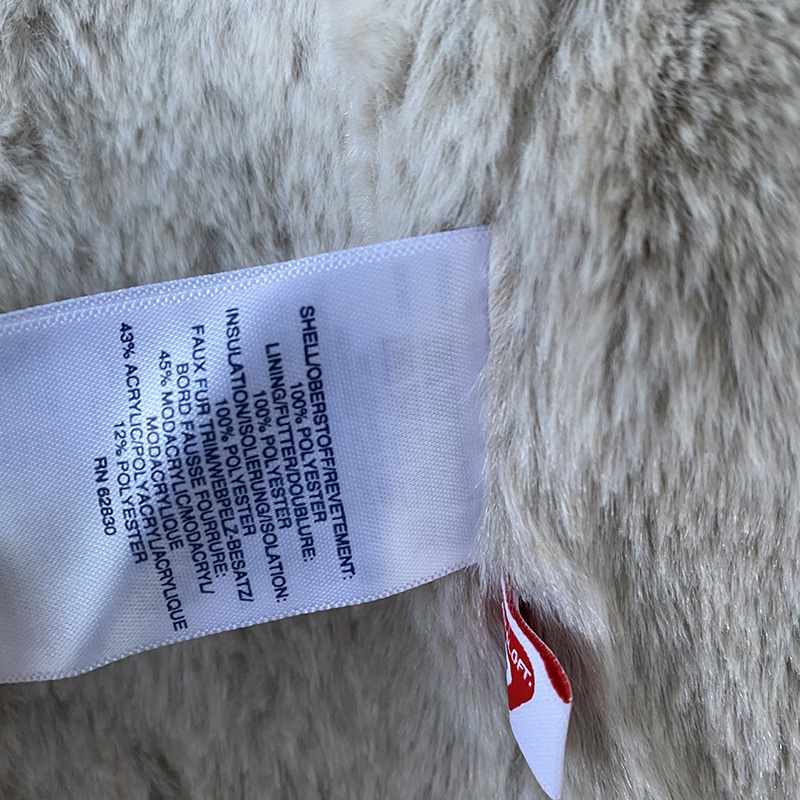 SHELL/OBERSTOFF/REVETEMENT:
100% POLYESTER
LINING/FUTTER/DOUBLURE:
100% POLYESTER
INSULATION/ISOLIERUNG/ISOLATION:
100% POLYESTER
FAUX FUR TRIM/WEBPELZ-BESATZ/
BORD FAUSSE FOURRURE:
45% MODACRYLIC/MODACRYL/
MODACRYLIQUE
43% ACRYLIC/POLYACRYL/ACRYLIQUE
12% POLYESTER
RN 62830
LOFT.